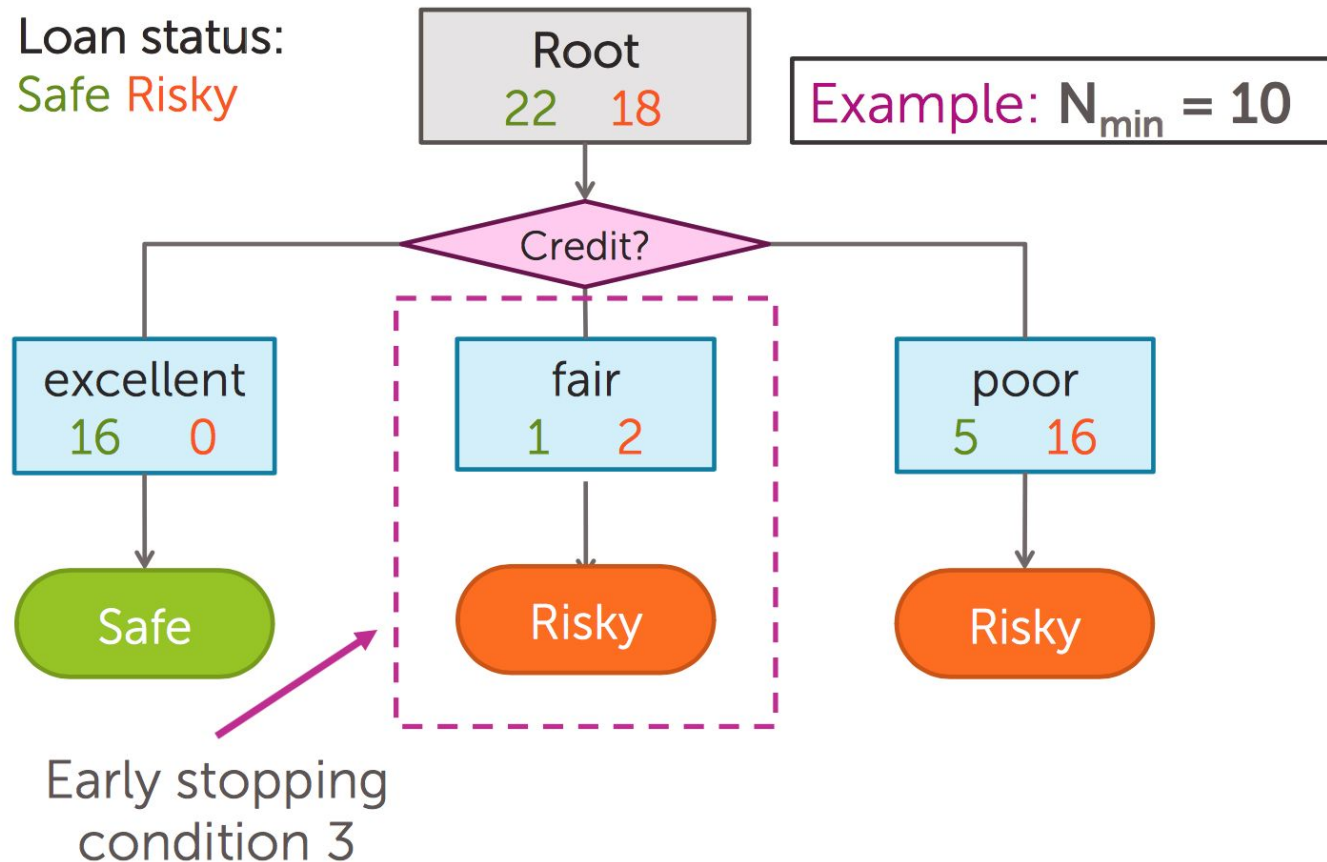 Loan status:
Safe Risky
Root
22 18
Example: Nmin = 10
Credit?
excellent
16 0
fair
1 2
poor
5 16
Safe
Risky
Risky
Early stopping
condition 3